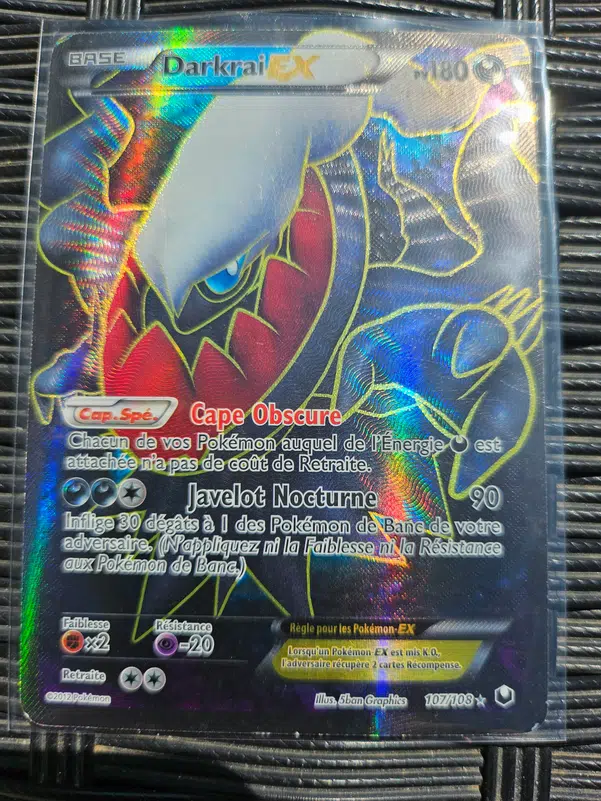 BASE
DarkraiEX
PV180
Cap. Spé.
Cape Obscure
Chacun de vos Pokémon auquel de l'Énergie est
attachée n'a pas de coût de Retraite.
Javelot Nocturne 90
Inflige 30 dégâts à 1 des Pokémon de Banc de votre
adversaire. (N'appliquez ni la Faiblesse ni la Résistance
aux Pokémon de Banc.)
Faiblesse
×2
Résistance
-20
Retraite
Règle pour les Pokémon-EX
Lorsqu'un Pokémon-EX est mis K.O.,
l'adversaire récupère 2 cartes Récompense.
©2012 Pokémon
Illus. 5ban Graphics
107/108